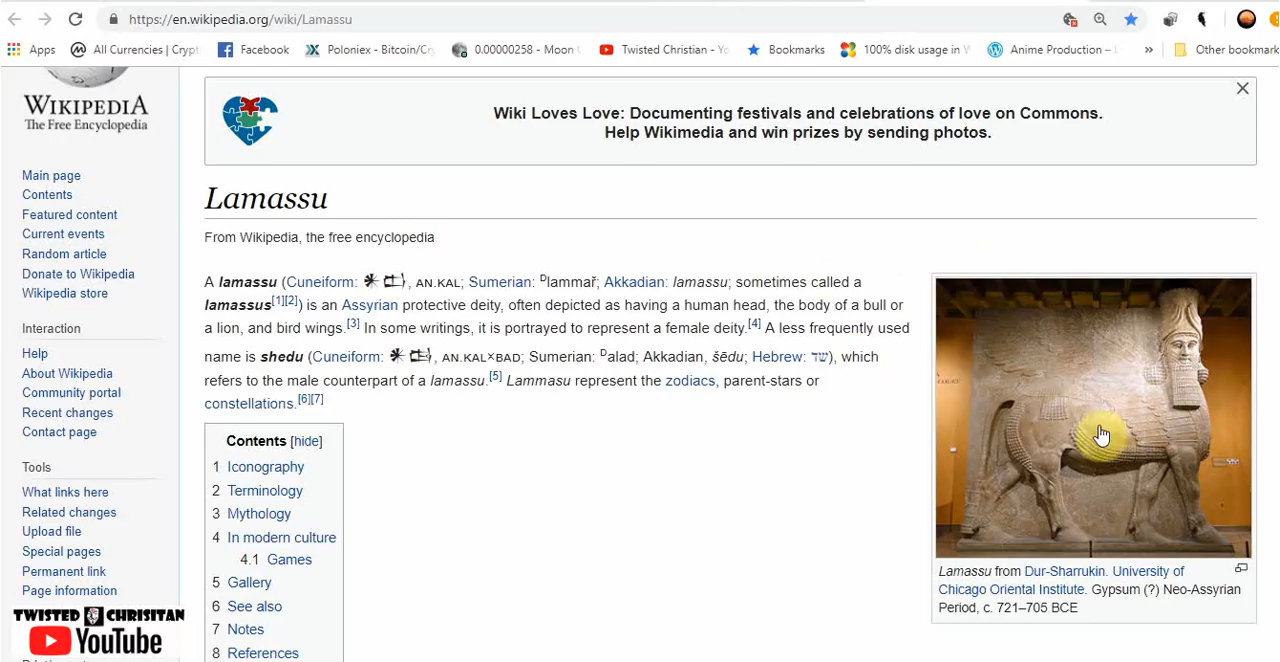 https://en.wikipedia.org/wiki/Lamassu
Apps
All Currencies | Crypt
Facebook
Poloniex - Bitcoin/Cr
0.00000258 - Moon
Twisted Christian - Yo
Bookmarks
100% disk usage in W
Anime Production –
»
Other bookmark
WIKIPEDIA
The Free Encyclopedia
Main page
Contents
Featured content
Current events
Random article
Donate to Wikipedia
Wikipedia store
Interaction
Help
About Wikipedia
Community portal
Recent changes
Contact page
Tools
What links here
Related changes
Upload file
Special pages
Permanent link
Page information
TWISTED CHRISITAN
YouTube
Wiki Loves Love: Documenting festivals and celebrations of love on Commons.
Help Wikimedia and win prizes by sending photos.
Lamassu
From Wikipedia, the free encyclopedia
A lamassu (Cuneiform: 𒀭𒆗, AN.KAL; Sumerian: ᴰlammař; Akkadian: lamassu; sometimes called a
lamassus[1][2]) is an Assyrian protective deity, often depicted as having a human head, the body of a bull or
a lion, and bird wings.[3] In some writings, it is portrayed to represent a female deity.[4] A less frequently used
name is shedu (Cuneiform: 𒀭𒆘, AN.KAL×BAD; Sumerian: ᴰalad; Akkadian, šēdu; Hebrew: שד), which
refers to the male counterpart of a lamassu.[5] Lammasu represent the zodiacs, parent-stars or
constellations.[6][7]
Contents [hide]
1 Iconography
2 Terminology
3 Mythology
4 In modern culture
4.1 Games
5 Gallery
6 See also
7 Notes
8 References
Lamassu from Dur-Sharrukin. University of
Chicago Oriental Institute. Gypsum (?) Neo-Assyrian
Period, c. 721–705 BCE